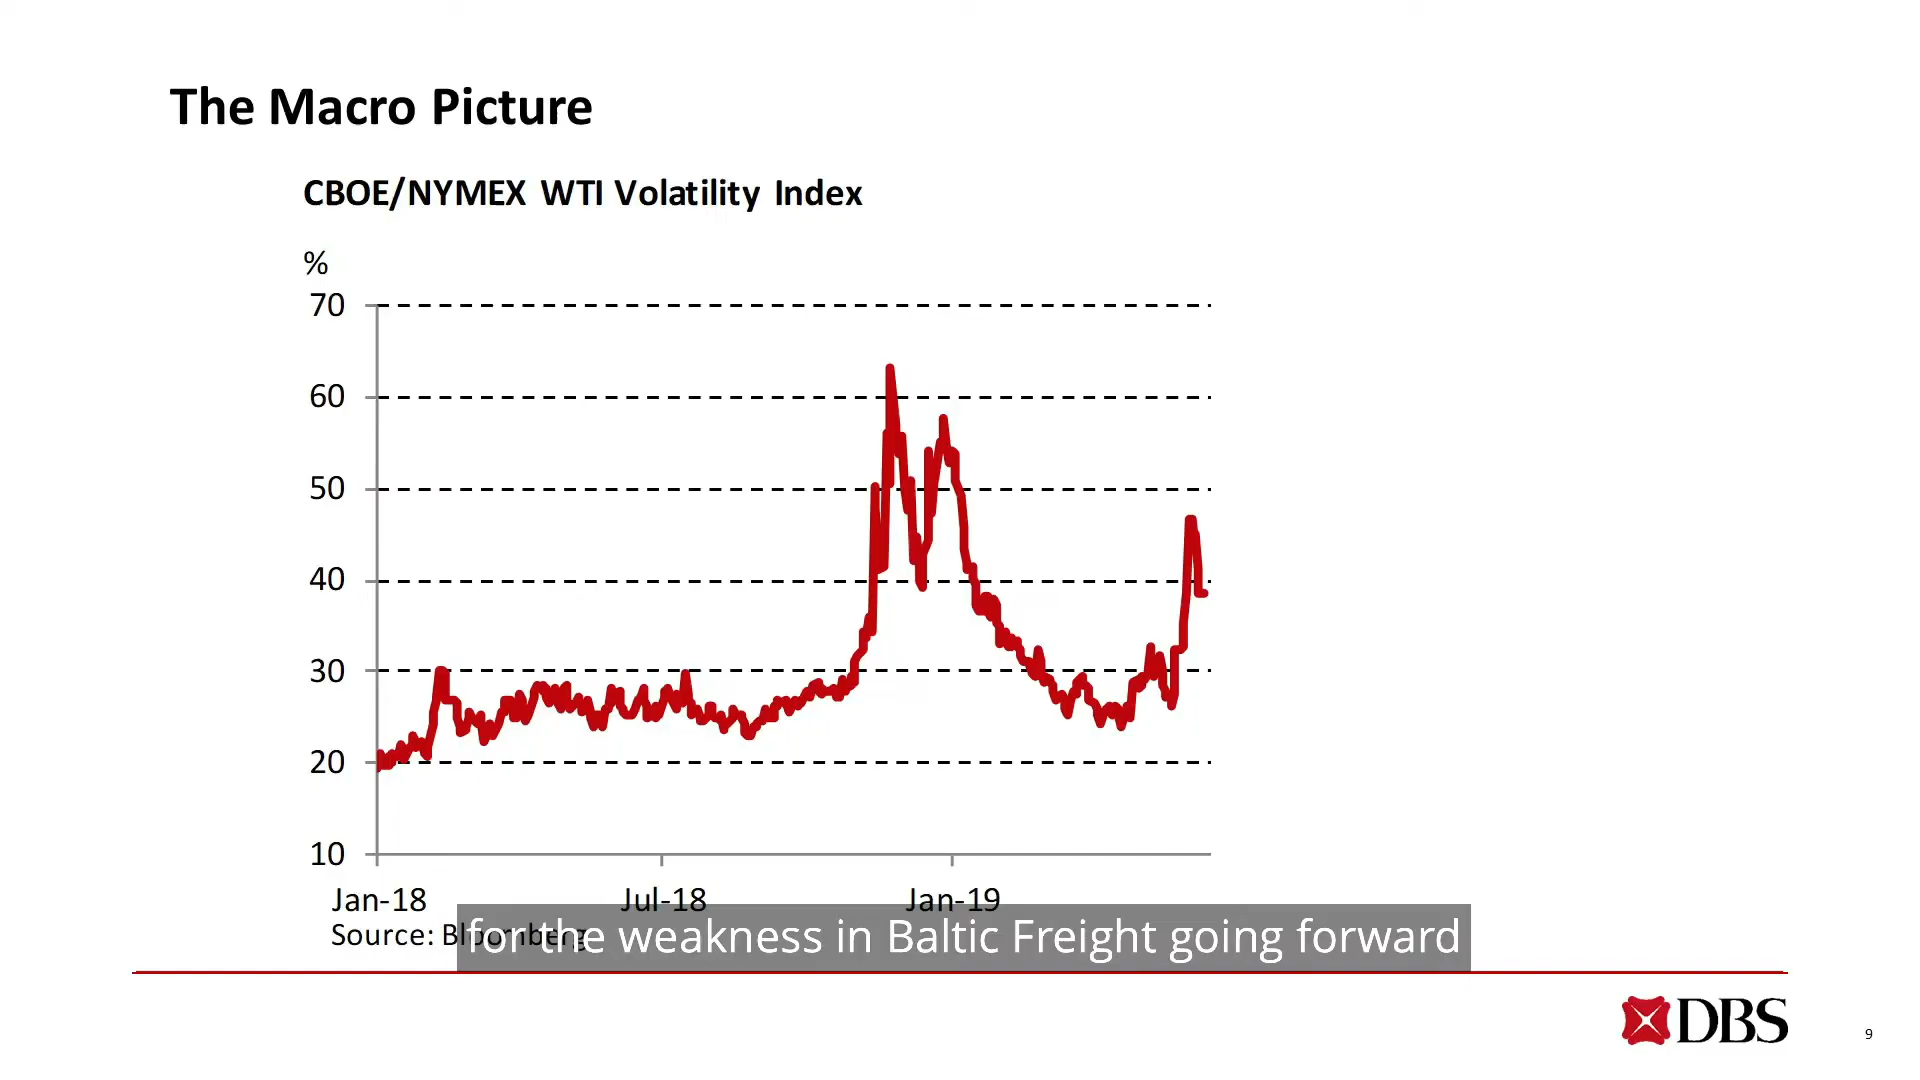 The Macro Picture
CBOE/NYMEX WTI Volatility Index
%
70
60
50
40
30
20
10
Jan-18 Jul-18 Jan-19
Source: Bloomberg
for the weakness in Baltic Freight going forward
DBS
9